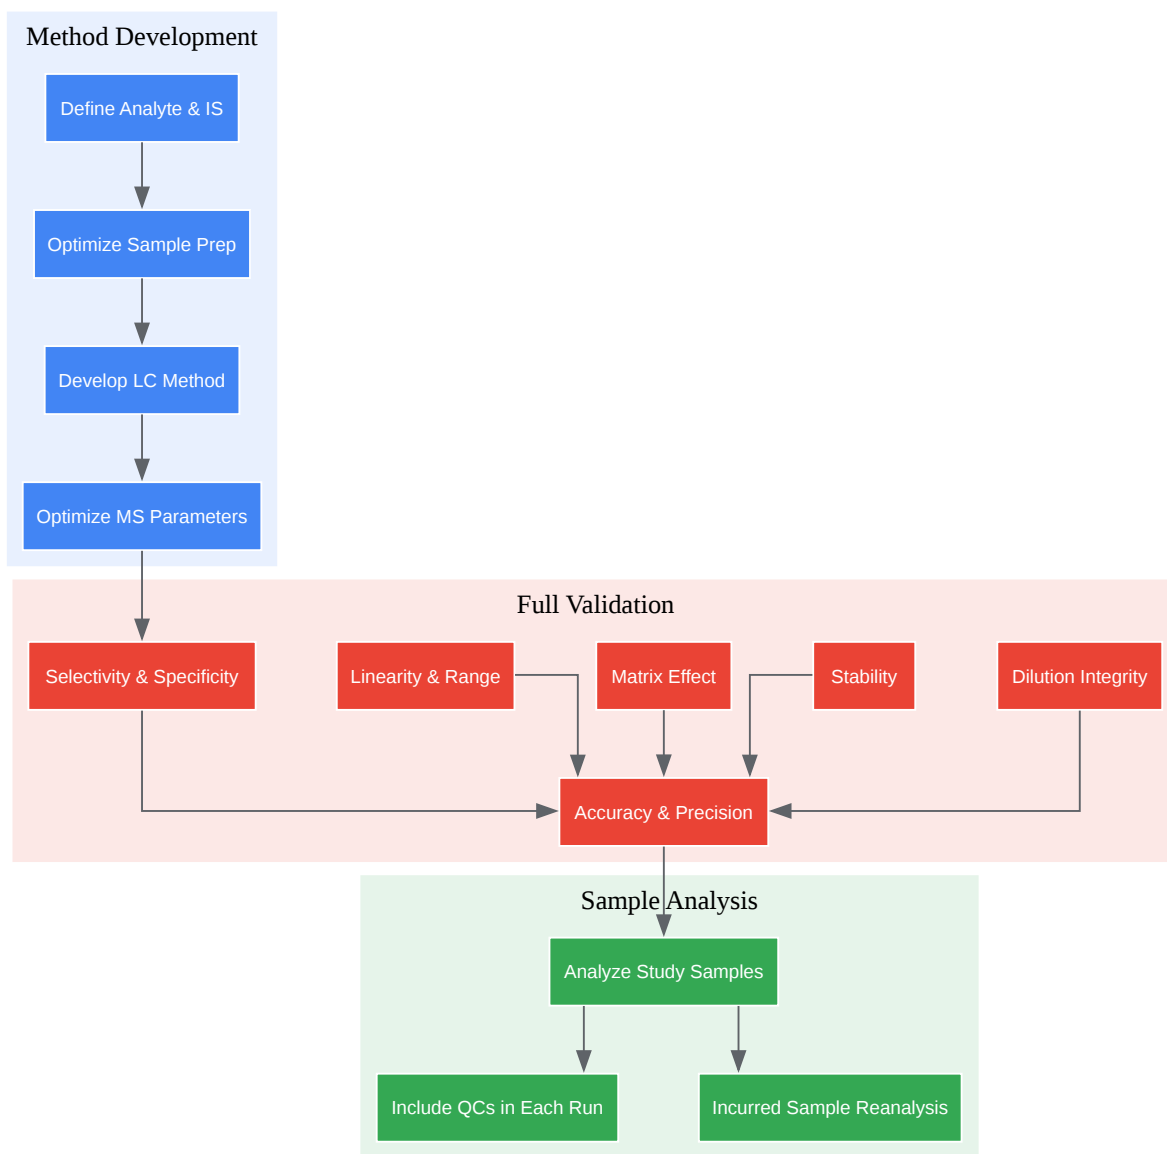 Method Development
Define Analyte & IS
Optimize Sample Prep
Develop LC Method
Optimize MS Parameters
Full Validation
Selectivity & Specificity
Linearity & Range
Matrix Effect
Stability
Dilution Integrity
Accuracy & Precision
Sample Analysis
Analyze Study Samples
Include QCs in Each Run
Incurred Sample Reanalysis